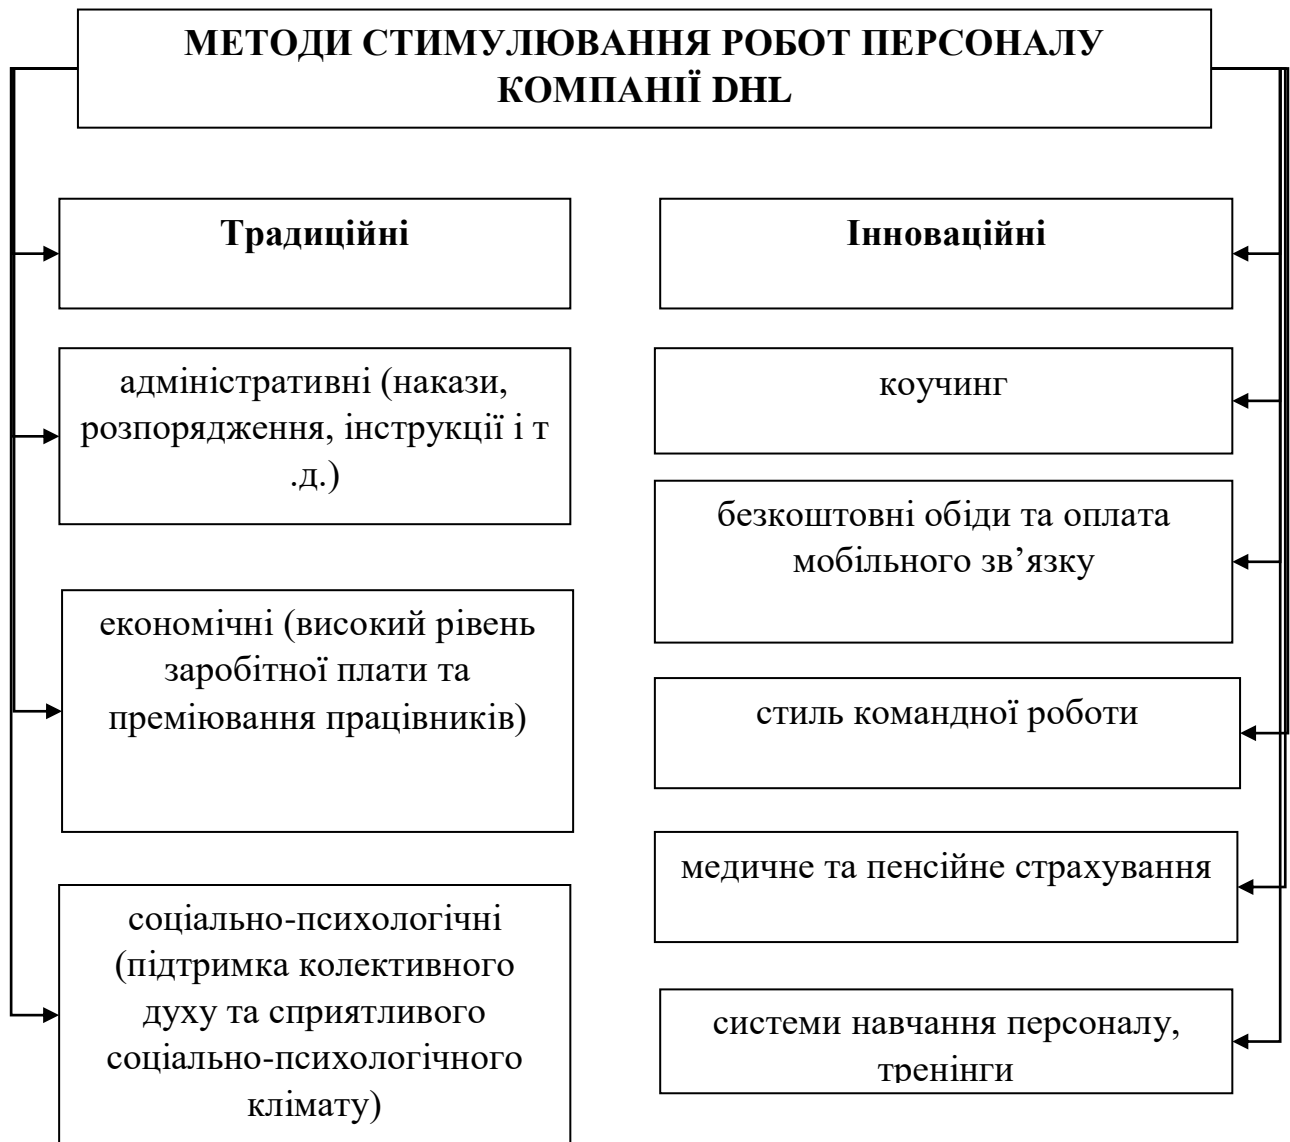 МЕТОДИ СТИМУЛЮВАННЯ РОБОТ ПЕРСОНАЛУ
КОМПАНІЇ DHL
Традиційні
адміністративні (накази,
розпорядження, інструкції і т
.д.)
економічні (високий рівень
заробітної плати та
преміювання працівників)
соціально-психологічні
(підтримка колективного
духу та сприятливого
соціально-психологічного
клімату)
Інноваційні
коучинг
безкоштовні обіди та оплата
мобільного зв’язку
стиль командної роботи
медичне та пенсійне страхування
системи навчання персоналу,
тренінги